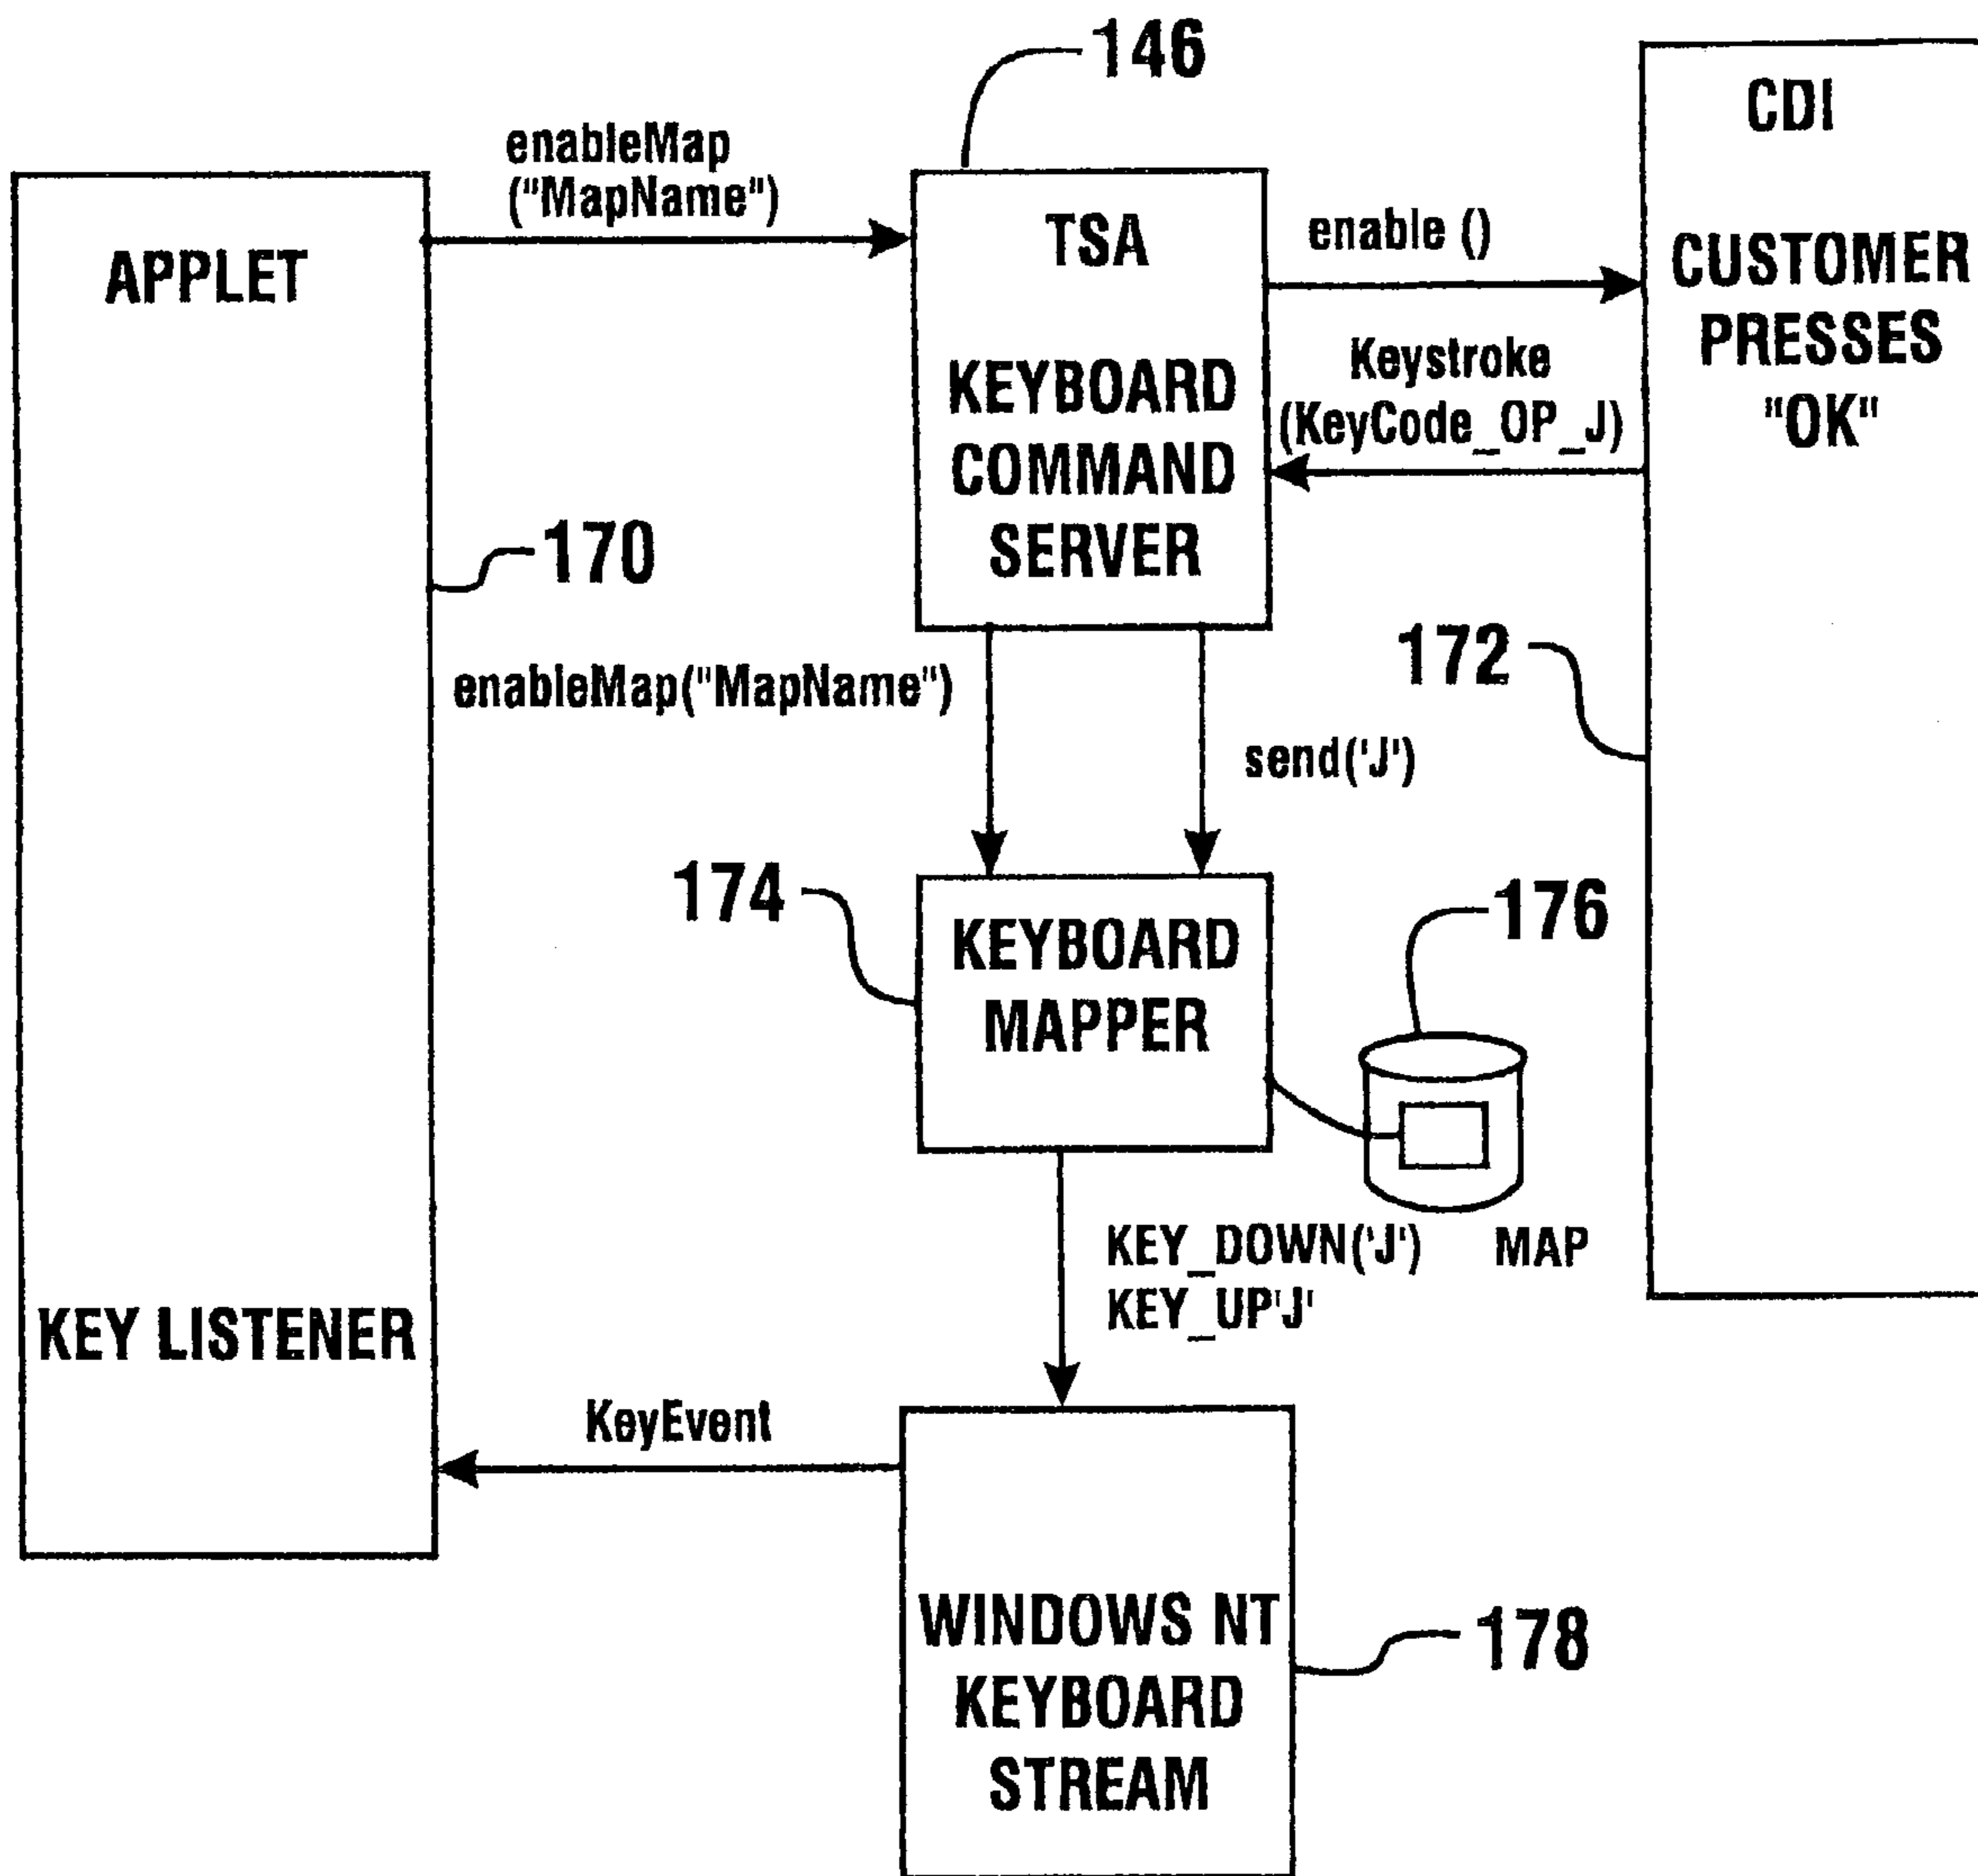 146
CDI
enableMap
("MapName")
APPLET
TSA
enable ()
CUSTOMER
PRESSES
"OK"
Keystroke
(KeyCode_OP_J)
KEYBOARD
COMMAND
SERVER
170
172
enableMap("MapName")
send('J')
174
KEYBOARD
MAPPER
176
KEY_DOWN('J')
KEY_UP'J'
MAP
KEY LISTENER
KeyEvent
WINDOWS NT
KEYBOARD
STREAM
178